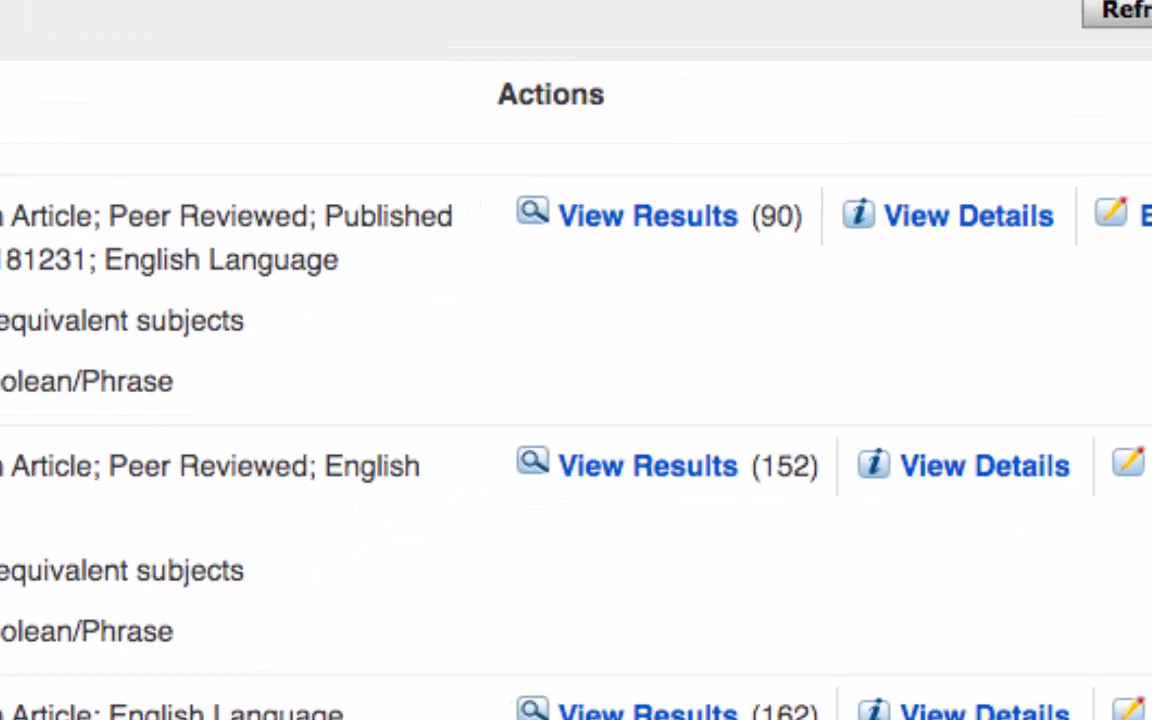 Actions
Article; Peer Reviewed; Published View Results (90) View Details
181231; English Language
equivalent subjects
olean/Phrase
Article; Peer Reviewed; English View Results (152) View Details
equivalent subjects
olean/Phrase
Article; English Language View Results (162) View Details